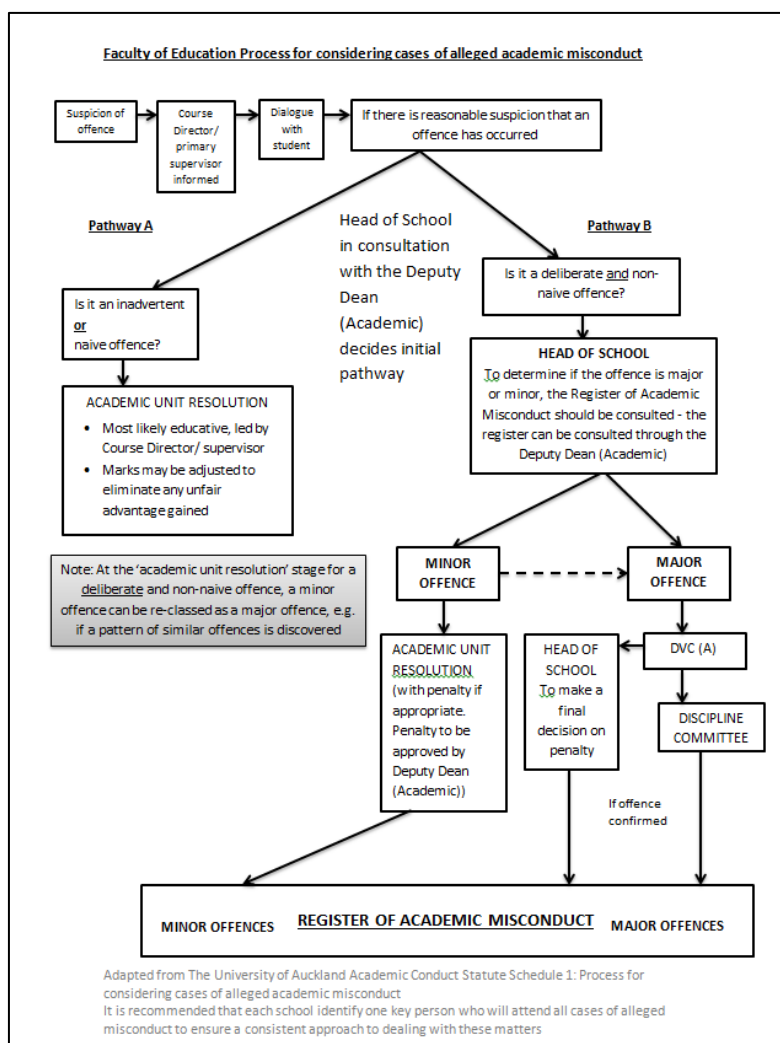 Faculty of Education Process for considering cases of alleged academic misconduct
Suspicion of
offence
Course
Director/
primary
supervisor
informed
Dialogue
with
student
If there is reasonable suspicion that an
offence has occurred
Pathway A
Head of School
in consultation
with the Deputy
Dean
(Academic)
decides initial
pathway
Pathway B
Is it an inadvertent
or
naive offence?
Is it a deliberate and non-
naive offence?
ACADEMIC UNIT RESOLUTION
• Most likely educative, led by
Course Director/ supervisor
• Marks may be adjusted to
eliminate any unfair
advantage gained
HEAD OF SCHOOL
To determine if the offence is major
or minor, the Register of Academic
Misconduct should be consulted - the
register can be consulted through the
Deputy Dean (Academic)
Note: At the 'academic unit resolution' stage for a
deliberate and non-naive offence, a minor
offence can be re-classed as a major offence, e.g.
if a pattern of similar offences is discovered
MINOR
OFFENCE
MAJOR
OFFENCE
ACADEMIC UNIT
RESOLUTION
(with penalty if
appropriate.
Penalty to be
approved by
Deputy Dean
(Academic))
HEAD OF
SCHOOL
To make a
final
decision on
penalty
DVC (A)
DISCIPLINE
COMMITTEE
If offence
confirmed
MINOR OFFENCES REGISTER OF ACADEMIC MISCONDUCT MAJOR OFFENCES
Adapted from The University of Auckland Academic Conduct Statute Schedule 1: Process for
considering cases of alleged academic misconduct
It is recommended that each school identify one key person who will attend all cases of alleged
misconduct to ensure a consistent approach to dealing with these matters